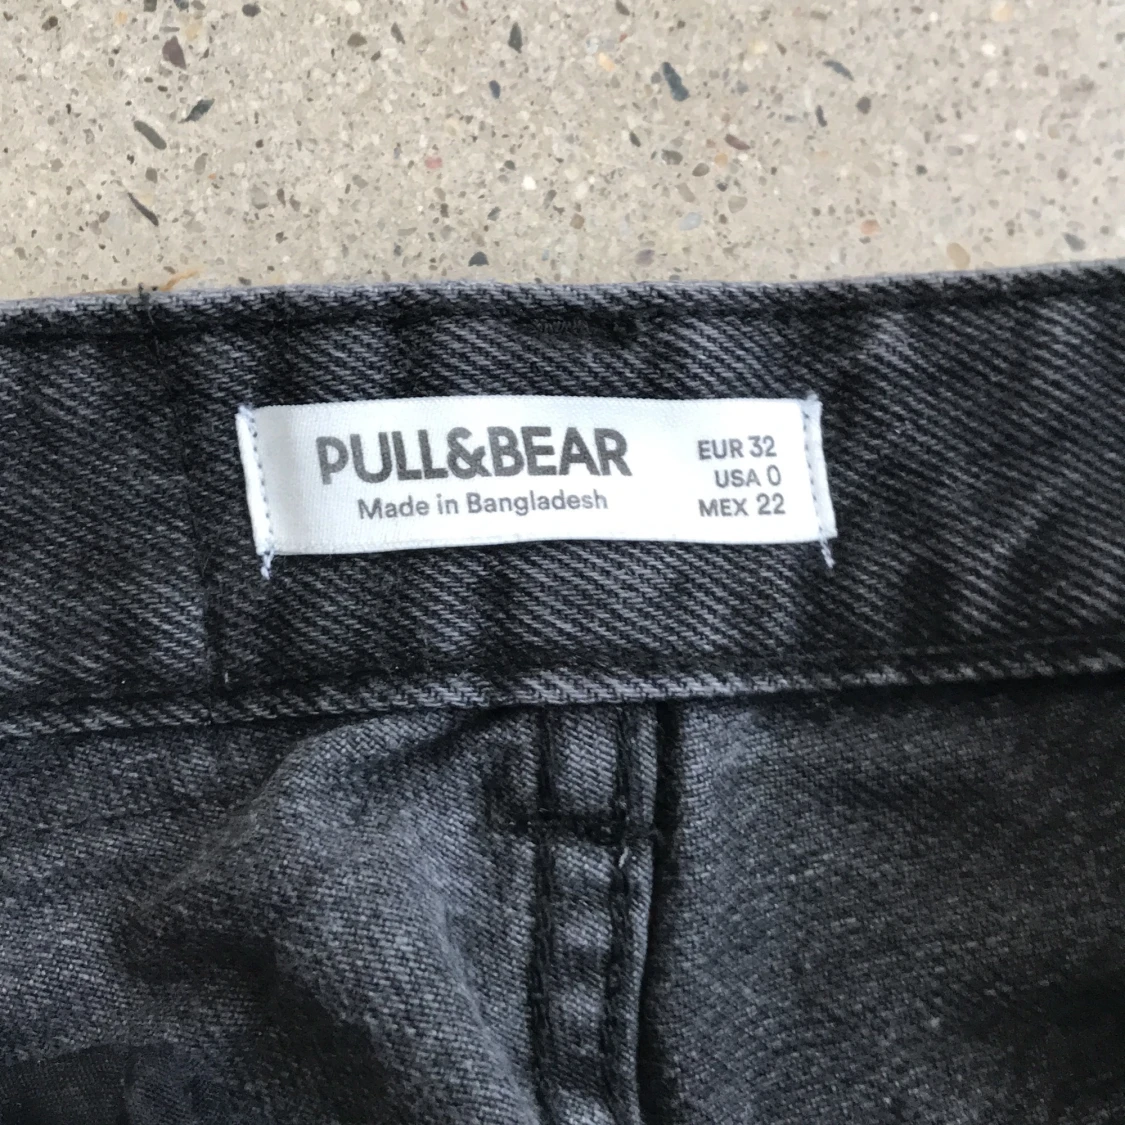 PULL&BEAR
Made in Bangladesh
EUR 32
USA 0
MEX 22